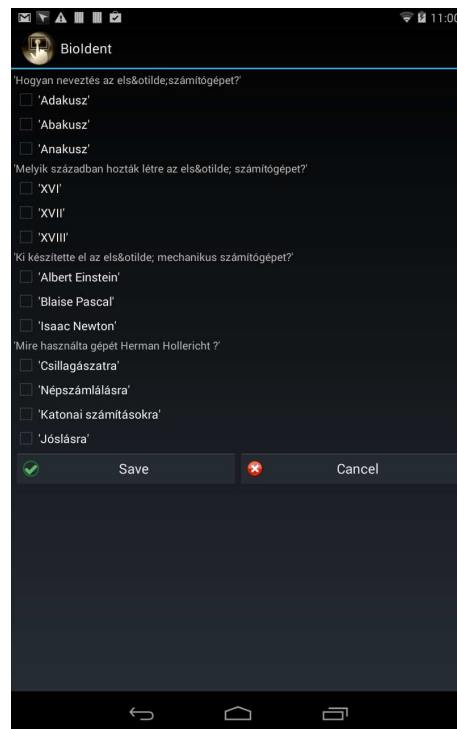 11:00
BioIdent
'Hogyan neveztés az els&otilde;számítógépet?'
'Adakusz'
'Abakusz'
'Anakusz'
'Melyik században hozták létre az els&otilde; számítógépet?'
'XVI'
'XVII'
'XVIII'
'Ki készítette el az els&otilde; mechanikus számítógépet?'
'Albert Einstein'
'Blaise Pascal'
'Isaac Newton'
'Mire használta gépét Herman Hollericht ?'
'Csillagászatra'
'Népszámlálásra'
'Katonai számításokra'
'Jóslásra'
Save Cancel